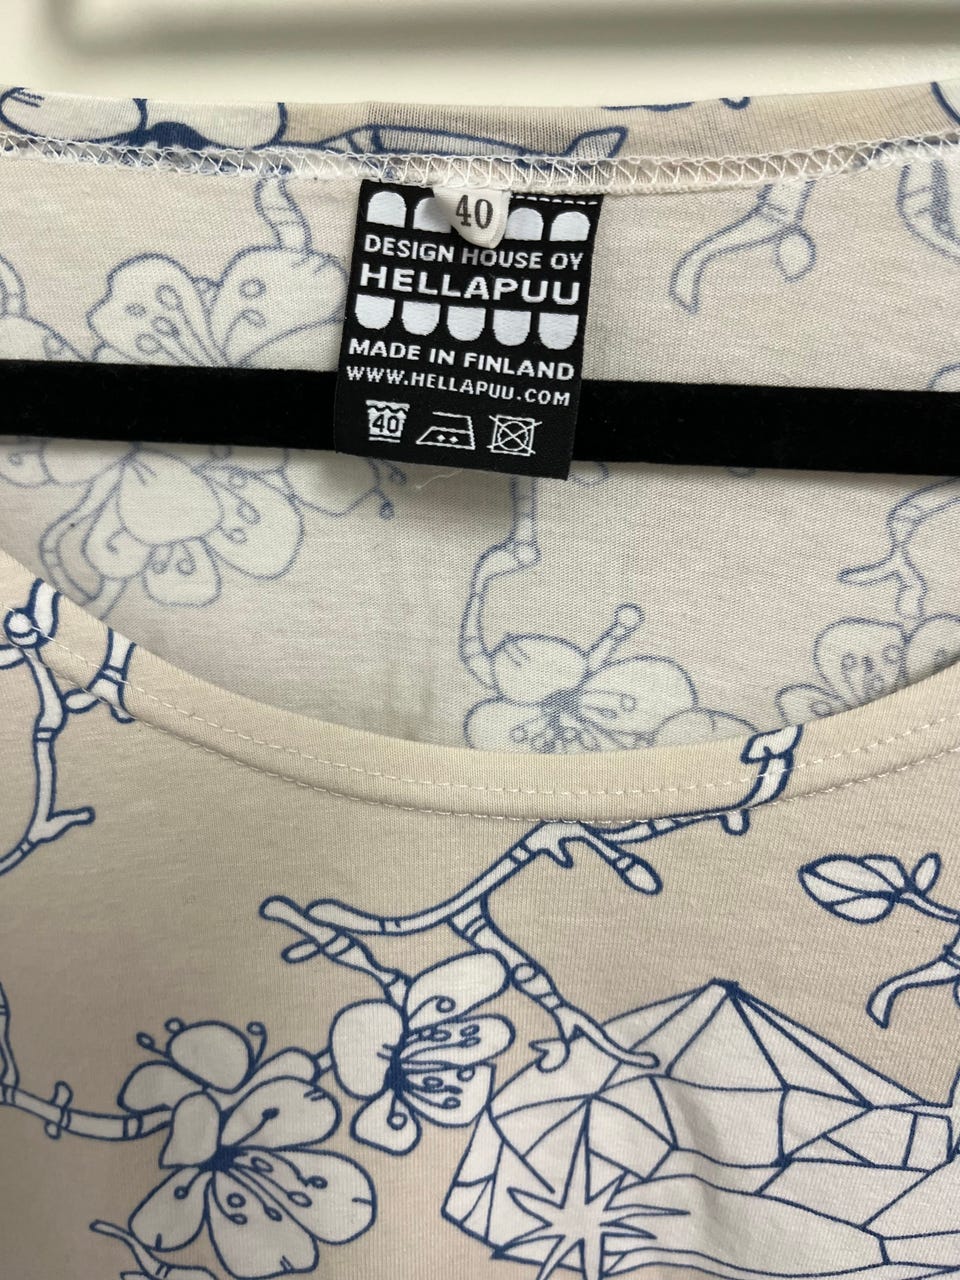 40
DESIGN HOUSE OY
HELLAPUU
MADE IN FINLAND
WWW.HELLAPUU.COM
40